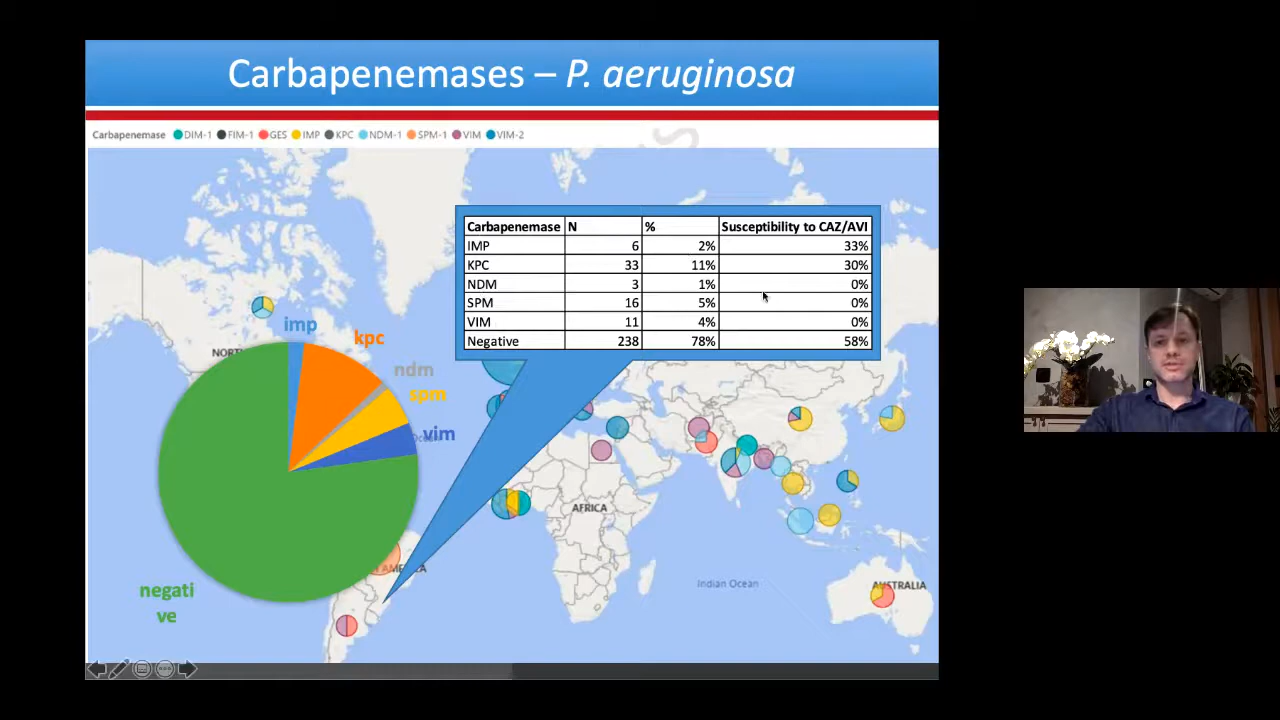 Carbapenemases – P. aeruginosa
Carbapenemase DIM-1 FIM-1 GES IMP KPC NDM-1 SPM-1 VIM VIM-2
Carbapenemase N % Susceptibility to CAZ/AVI
IMP 6 2% 33%
KPC 33 11% 30%
NDM 3 1% 0%
SPM 16 5% 0%
VIM 11 4% 0%
Negative 238 78% 58%
imp
kpc
ndm
spm
vim
negati
ve
AFRICA
Indian Ocean
AUSTRALIA